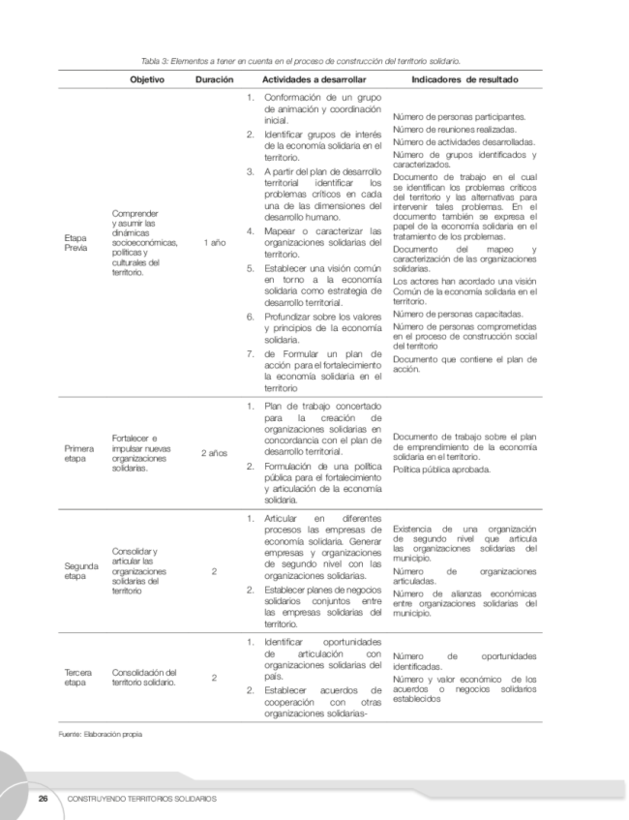 Tabla 3: Elementos a tener en cuenta en el proceso de construcción del territorio solidario.
Objetivo Duración Actividades a desarrollar Indicadores de resultado
Etapa
Previa
Comprender
y asumir las
dinámicas
socioeconómicas,
políticas y
culturales del
territorio.
1 año
1. Conformación de un grupo
de animación y coordinación
inicial.
2. Identificar grupos de interés
de la economía solidaria en el
territorio.
3. A partir del plan de desarrollo
territorial identificar los
problemas críticos en cada
una de las dimensiones del
desarrollo humano.
4. Mapear o caracterizar las
organizaciones solidarias del
territorio.
5. Establecer una visión común
en torno a la economía
solidaria como estrategia de
desarrollo territorial.
6. Profundizar sobre los valores
y principios de la economía
solidaria.
7. de Formular un plan de
acción para el fortalecimiento
la economía solidaria en el
territorio
Número de personas participantes.
Número de reuniones realizadas.
Número de actividades desarrolladas.
Número de grupos identificados y
caracterizados.
Documento de trabajo en el cual
se identifican los problemas críticos
del territorio y las alternativas para
intervenir tales problemas. En el
documento también se expresa el
papel de la economía solidaria en el
tratamiento de los problemas.
Documento del mapeo y
caracterización de las organizaciones
solidarias.
Los actores han acordado una visión
Común de la economía solidaria en el
territorio.
Número de personas capacitadas.
Número de personas comprometidas
en el proceso de construcción social
del territorio
Documento que contiene el plan de
acción.
Primera
etapa
Fortalecer e
impulsar nuevas
organizaciones
solidarias.
2 años
1. Plan de trabajo concertado
para la creación de
organizaciones solidarias en
concordancia con el plan de
desarrollo territorial.
2. Formulación de una política
pública para el fortalecimiento
y articulación de la economía
solidaria.
Documento de trabajo sobre el plan
de emprendimiento de la economía
solidaria en el territorio.
Política pública aprobada.
Segunda
etapa
Consolidar y
articular las
organizaciones
solidarias del
territorio
2
1. Articular en diferentes
procesos las empresas de
economía solidaria. Generar
empresas y organizaciones
de segundo nivel con las
organizaciones solidarias.
2. Establecer planes de negocios
solidarios conjuntos entre
las empresas solidarias del
territorio.
Existencia de una organización
de segundo nivel que articula
las organizaciones solidarias del
municipio.
Número de organizaciones
articuladas.
Número de alianzas económicas
entre organizaciones solidarias del
municipio.
Tercera
etapa
Consolidación del
territorio solidario.
2
1. Identificar oportunidades
de articulación con
organizaciones solidarias del
país.
2. Establecer acuerdos de
cooperación con otras
organizaciones solidarias-
Número de oportunidades
identificadas.
Número y valor económico de los
acuerdos o negocios solidarios
establecidos
Fuente: Elaboración propia
26 CONSTRUYENDO TERRITORIOS SOLIDARIOS